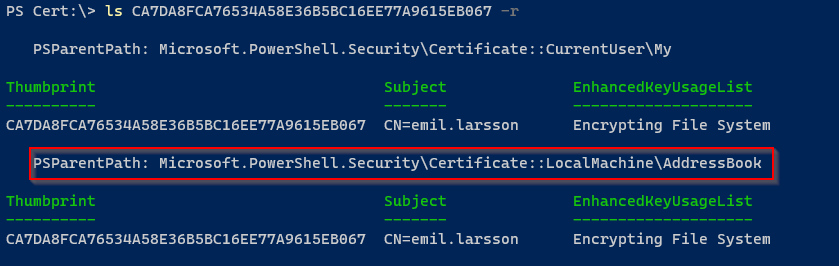 PS Cert:\> ls CA7DA8FCA76534A58E36B5BC16EE77A9615EB067 -r
PSParentPath: Microsoft.PowerShell.Security\Certificate::CurrentUser\My
Thumbprint Subject EnhancedKeyUsageList
---------- ------- --------------------
CA7DA8FCA76534A58E36B5BC16EE77A9615EB067 CN=emil.larsson Encrypting File System
PSParentPath: Microsoft.PowerShell.Security\Certificate::LocalMachine\AddressBook
Thumbprint Subject EnhancedKeyUsageList
---------- ------- --------------------
CA7DA8FCA76534A58E36B5BC16EE77A9615EB067 CN=emil.larsson Encrypting File System